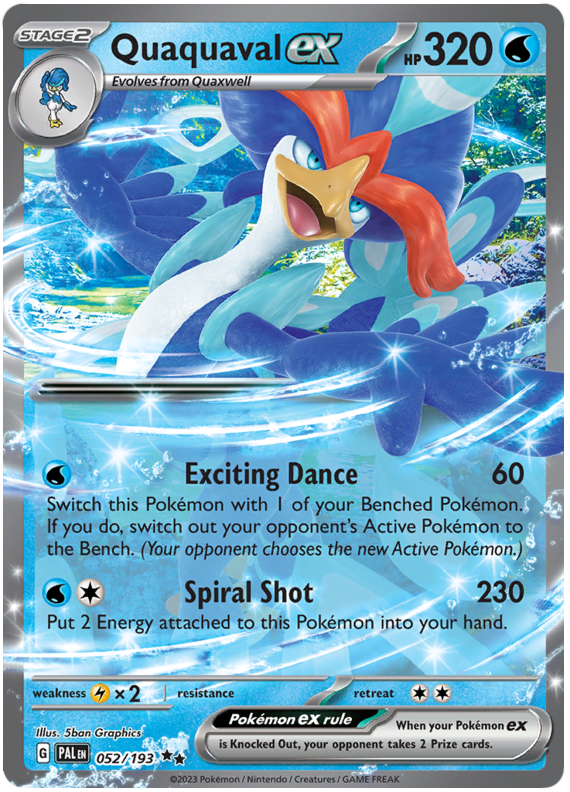 STAGE2
Quaquaval ex HP 320
Evolves from Quaxwell
Exciting Dance 60
Switch this Pokémon with 1 of your Benched Pokémon.
If you do, switch out your opponent's Active Pokémon to
the Bench. (Your opponent chooses the new Active Pokémon.)
Spiral Shot 230
Put 2 Energy attached to this Pokémon into your hand.
weakness ×2 resistance retreat
Illus. 5ban Graphics
Pokémon ex rule When your Pokémon ex
is Knocked Out, your opponent takes 2 Prize cards.
G PAL EN 052/193
©2023 Pokémon / Nintendo / Creatures / GAME FREAK